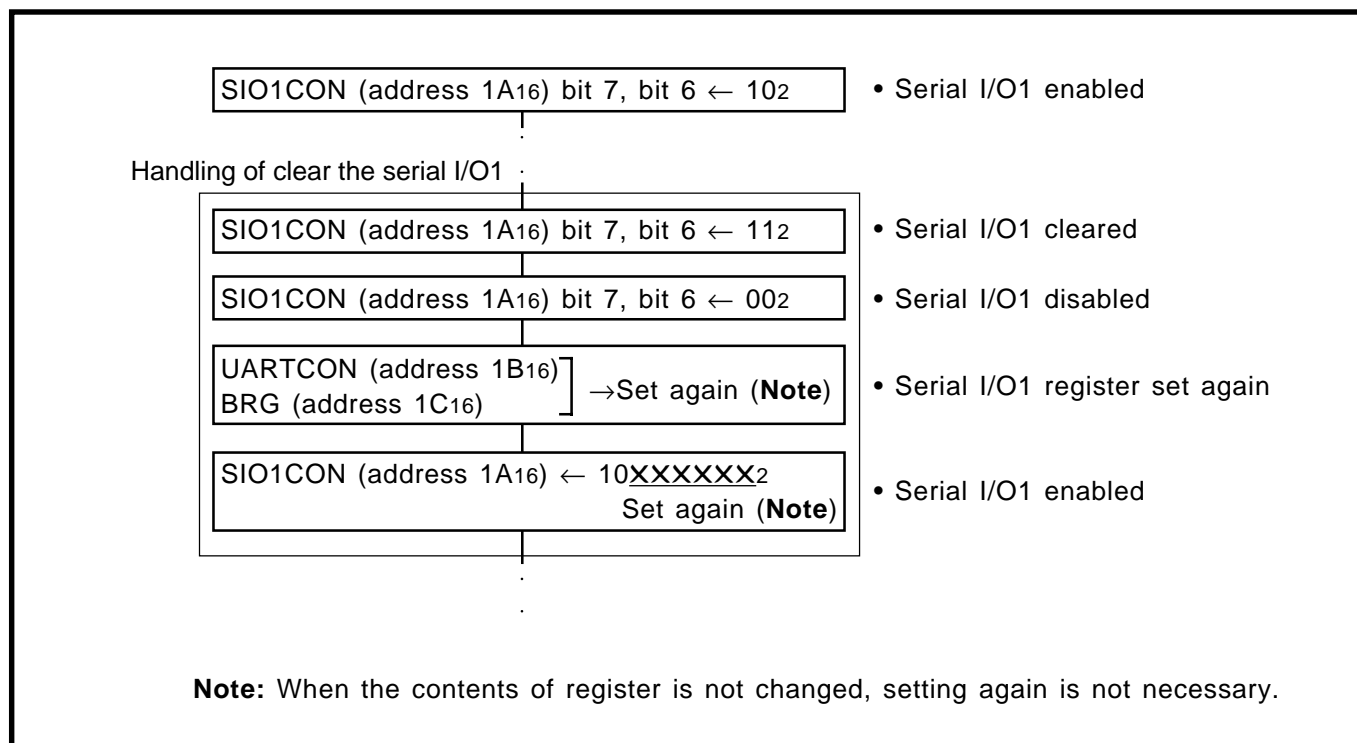 SIO1CON (address 1A16) bit 7, bit 6 ← 102 • Serial I/O1 enabled
Handling of clear the serial I/O1
SIO1CON (address 1A16) bit 7, bit 6 ← 112 • Serial I/O1 cleared
SIO1CON (address 1A16) bit 7, bit 6 ← 002 • Serial I/O1 disabled
UARTCON (address 1B16)
BRG (address 1C16)
→Set again (Note) • Serial I/O1 register set again
SIO1CON (address 1A16) ← 10XXXXXX2
Set again (Note)
• Serial I/O1 enabled
Note: When the contents of register is not changed, setting again is not necessary.